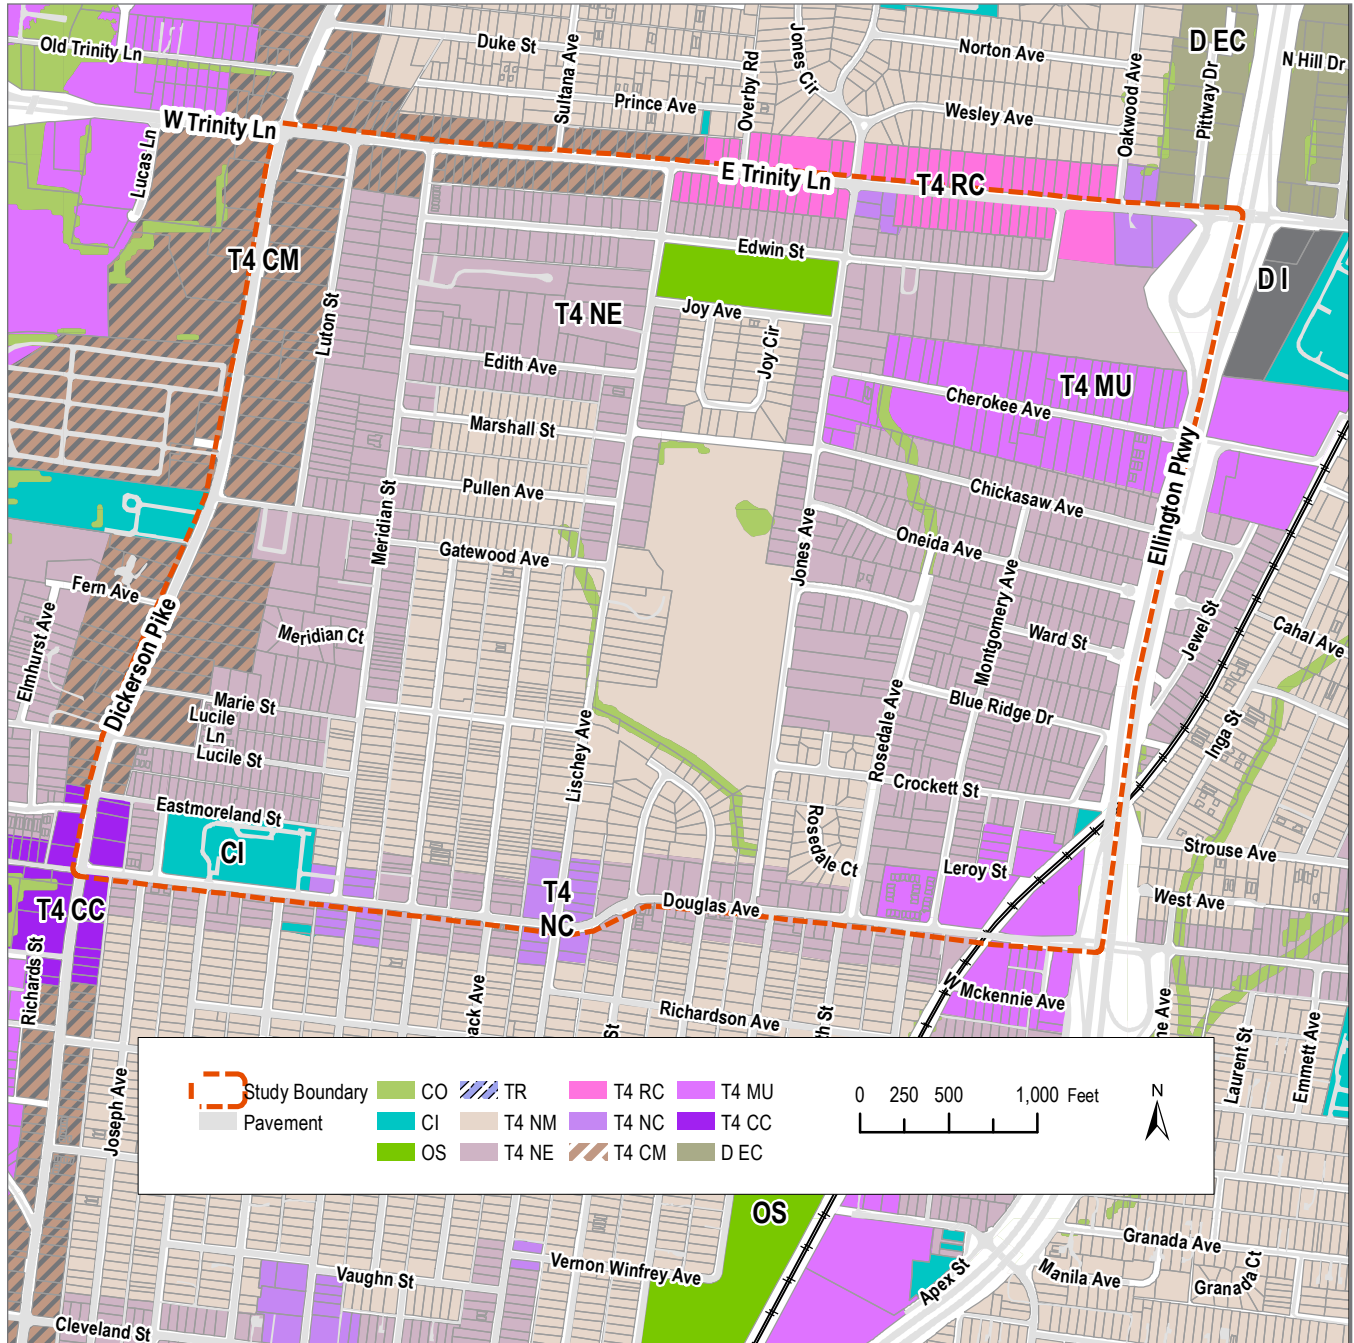 Old Trinity Ln
Duke St
Sultana Ave
Overby Rd
Jones Cir
Norton Ave
Oakwood Ave
D EC
Pittway Dr
N Hill Dr
Prince Ave
Wesley Ave
W Trinity Ln
Lucas Ln
E Trinity Ln
T4 RC
T4 CM
Edwin St
D I
T4 NE
Joy Ave
Luton St
Joy Cir
Edith Ave
T4 MU
Cherokee Ave
Marshall St
Ellington Pkwy
Pullen Ave
Chickasaw Ave
Meridian St
Gatewood Ave
Oneida Ave
Jones Ave
Fern Ave
Montgomery Ave
Jewel St
Elmhurst Ave
Dickerson Pike
Meridian Ct
Ward St
Cahal Ave
Marie St
Lucile
Ln
Lucile St
Blue Ridge Dr
Rosedale Ave
Inga St
Lischey Ave
Crockett St
Eastmoreland St
Rosedale Ct
CI
Leroy St
Strouse Ave
T4 CC
T4
NC
Douglas Ave
West Ave
Richards St
W Mckennie Ave
Richardson Ave
ack Ave
St
th St
ne Ave
Laurent St
Emmett Ave
Joseph Ave
Study Boundary
Pavement
CO
CI
OS
TR
T4 NM
T4 NE
T4 RC
T4 NC
T4 CM
T4 MU
T4 CC
D EC
0 250 500 1,000 Feet
N
OS
Granada Ave
Vaughn St
Vernon Winfrey Ave
Apex St
Manila Ave
Granada Ct
Cleveland St